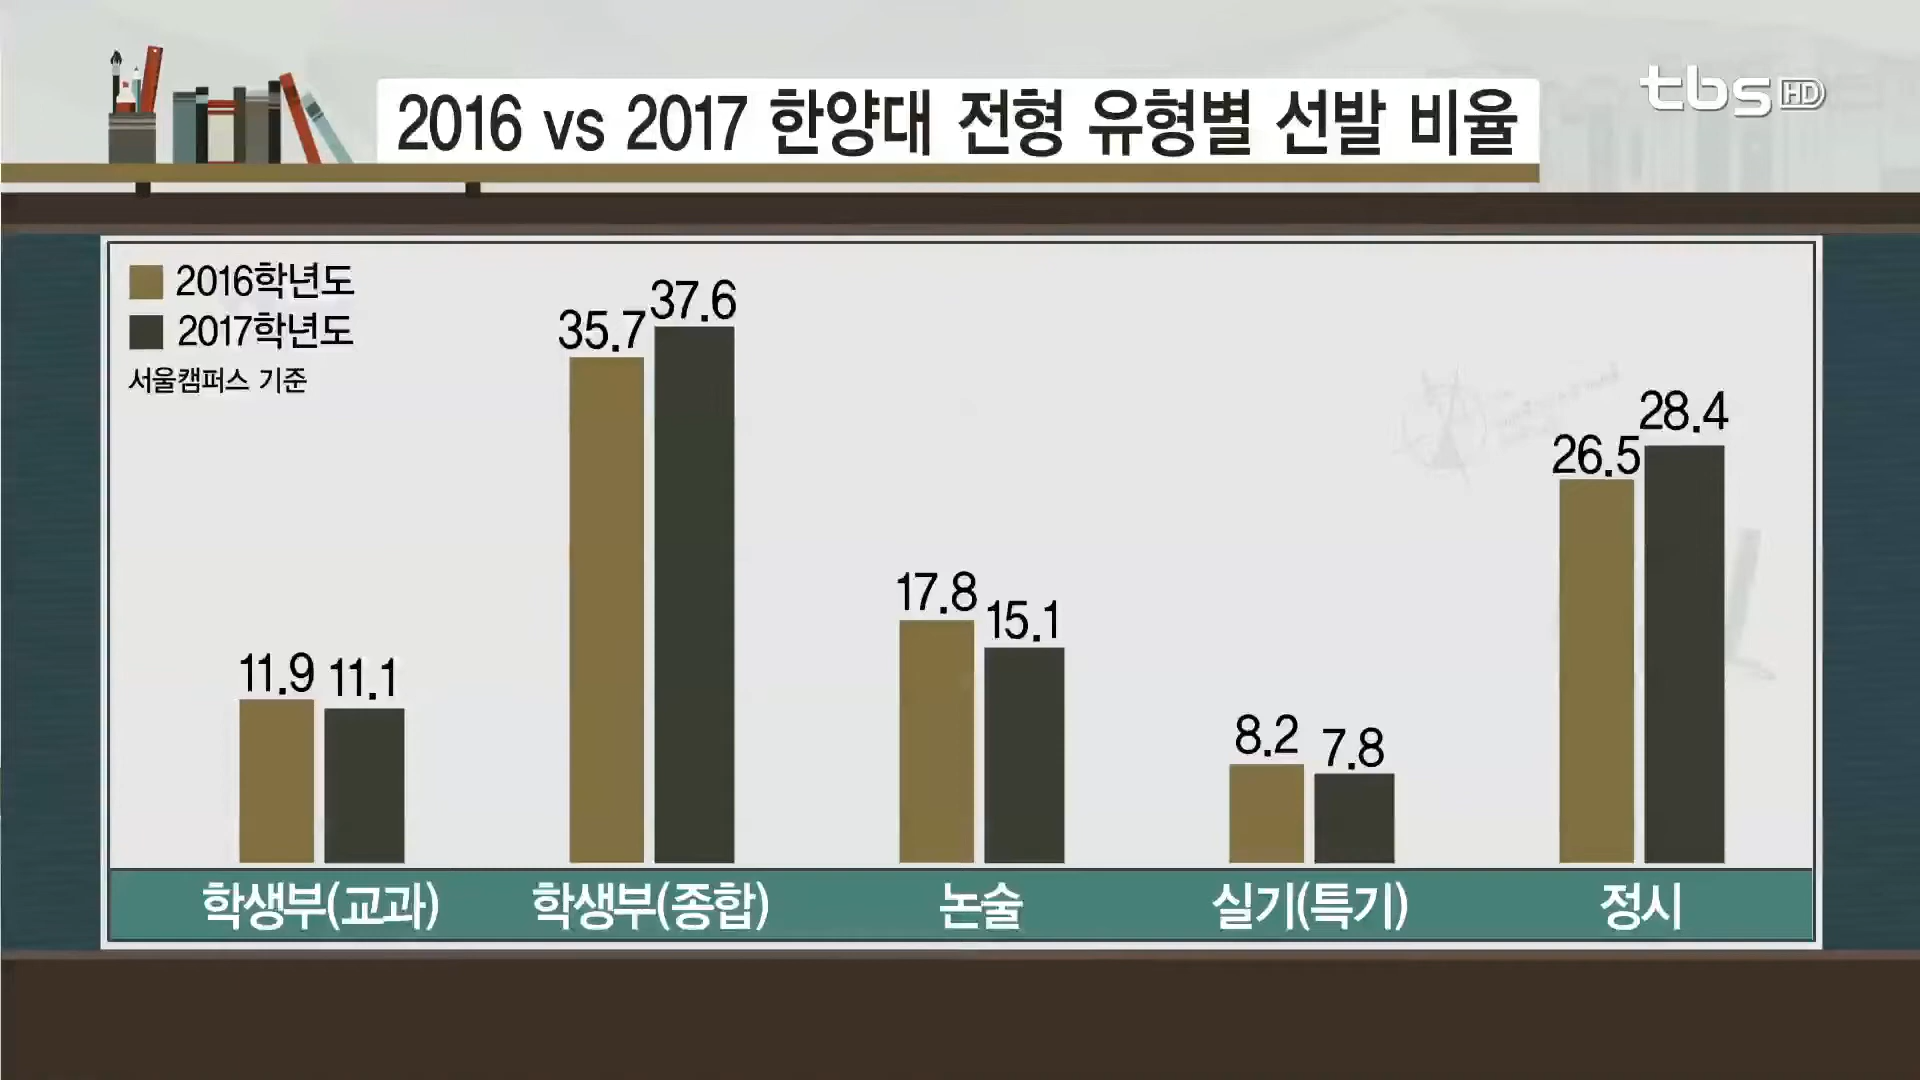 2016 vs 2017 한양대 전형 유형별 선발 비율
tbs HD
2016학년도
2017학년도
서울캠퍼스 기준
11.9 11.1
35.7 37.6
17.8 15.1
8.2 7.8
26.5 28.4
학생부(교과) 학생부(종합) 논술 실기(특기) 정시